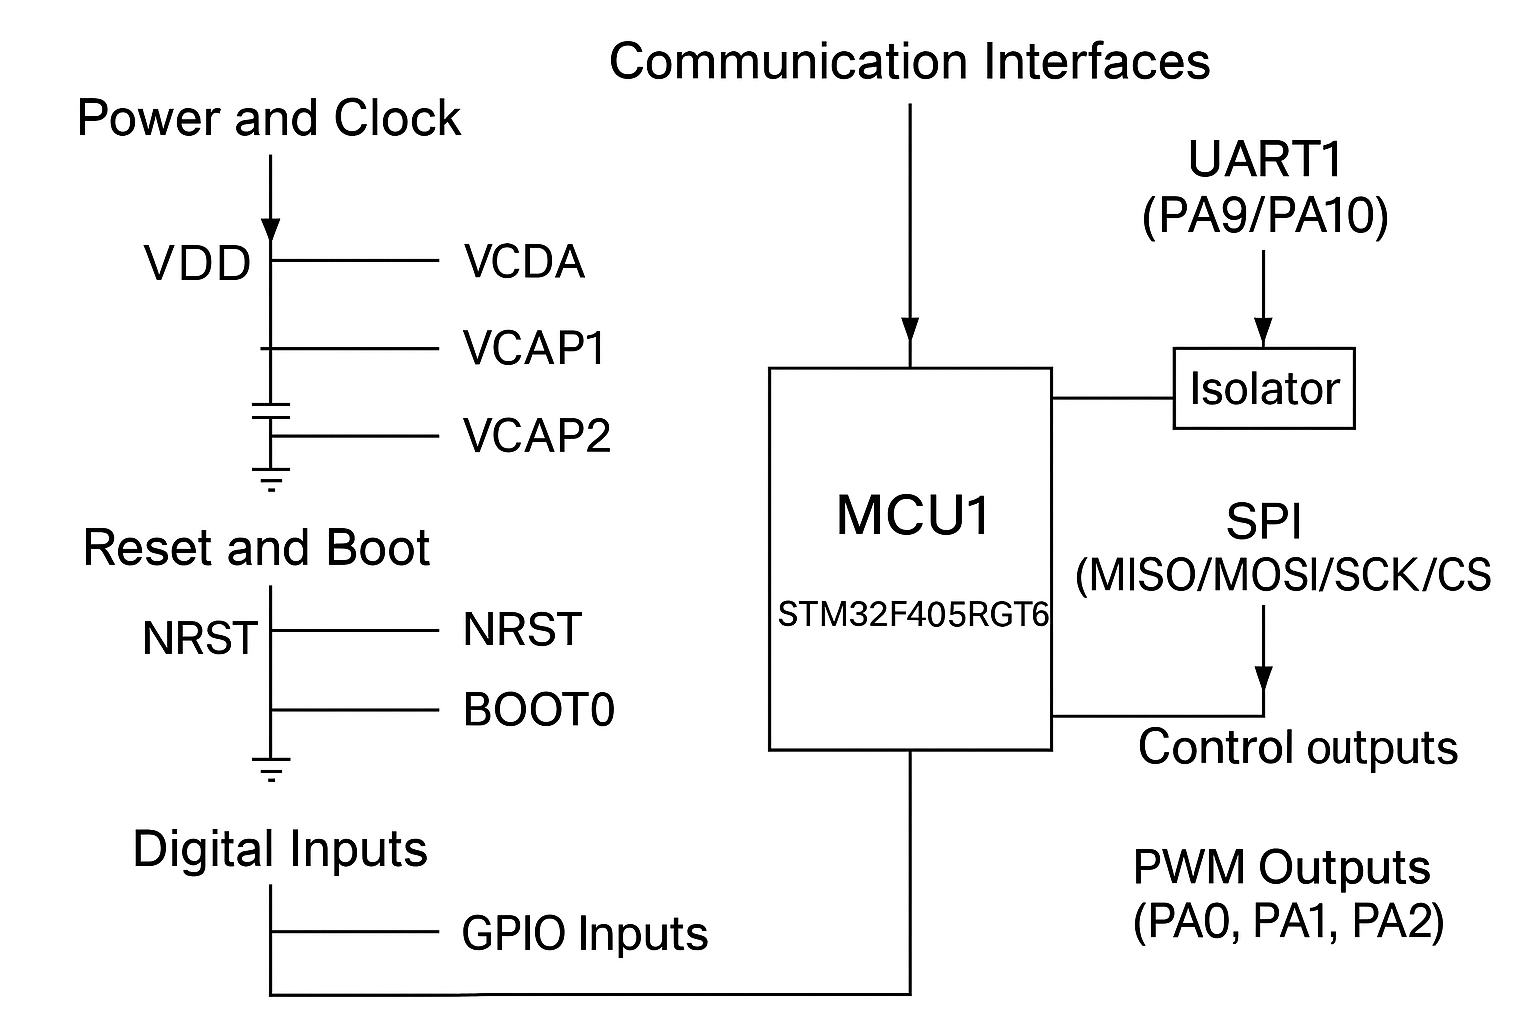 Communication Interfaces
Power and Clock
VDD
VCDA
VCAP1
VCAP2
Reset and Boot
NRST
NRST
BOOT0
Digital Inputs
GPIO Inputs
MCU1
STM32F405RGT6
UART1
(PA9/PA10)
Isolator
SPI
(MISO/MOSI/SCK/CS
Control outputs
PWM Outputs
(PA0, PA1, PA2)